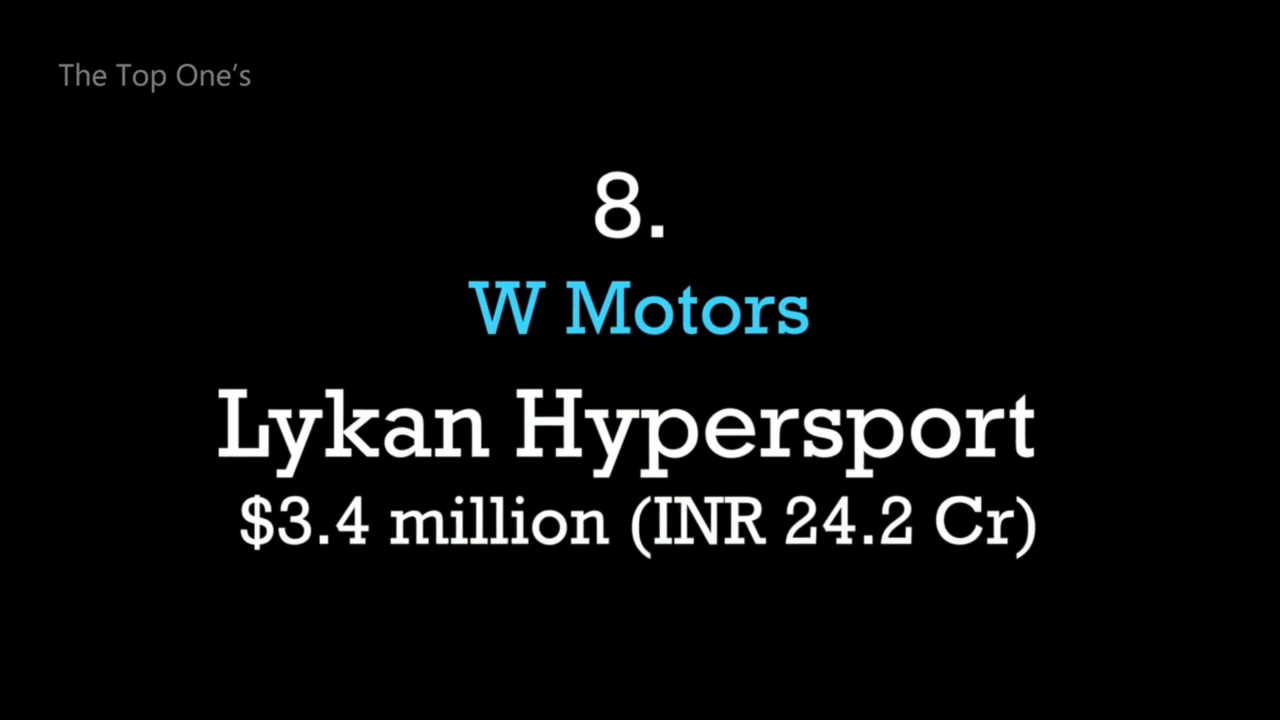 The Top One’s
8.
W Motors
Lykan Hypersport
$3.4 million (INR 24.2 Cr)